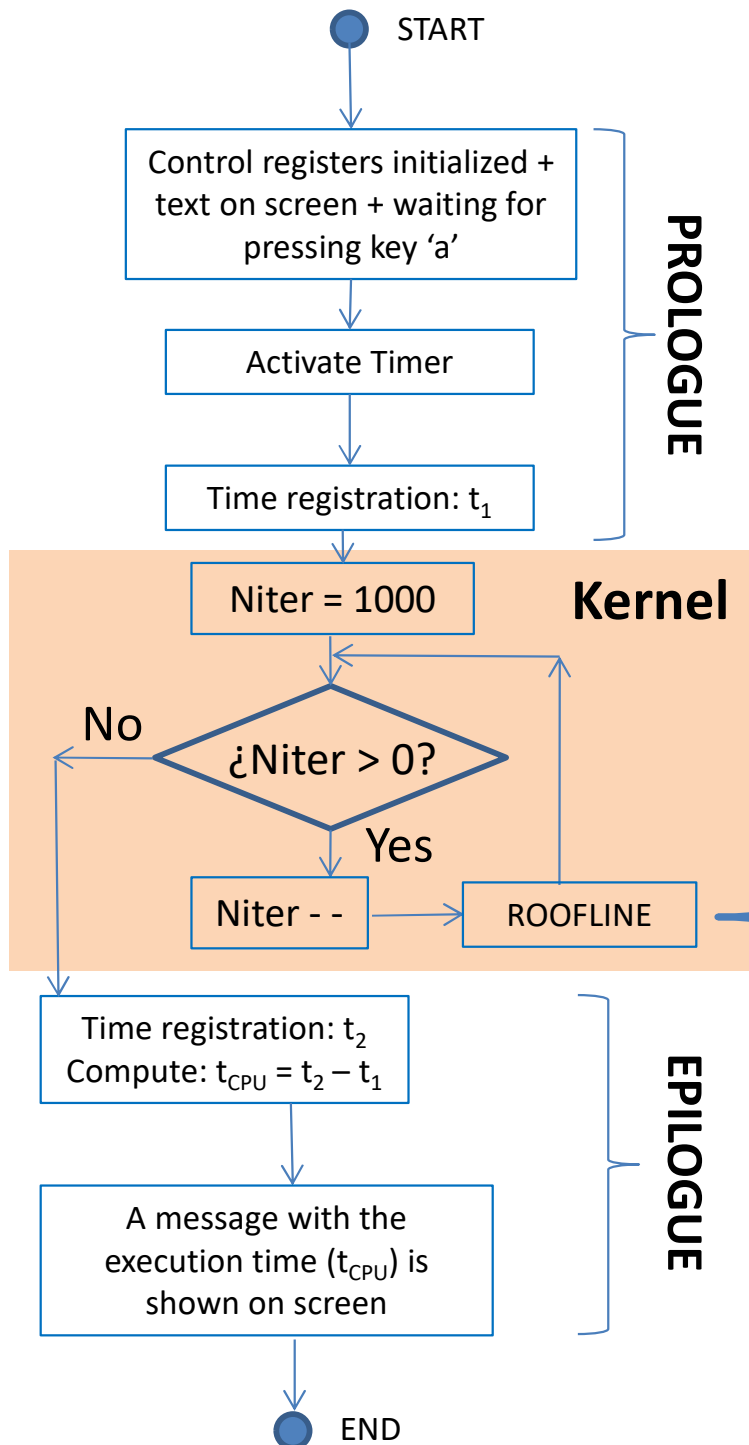 START
Control registers initialized +
text on screen + waiting for
pressing key ‘a’
PROLOGUE
Activate Timer
Time registration: t₁
Niter = 1000
Kernel
No
¿Niter > 0?
Yes
Niter - -
ROOFLINE
Time registration: t₂
Compute: t_CPU = t₂ – t₁
EPILOGUE
A message with the
execution time (t_CPU) is
shown on screen
END